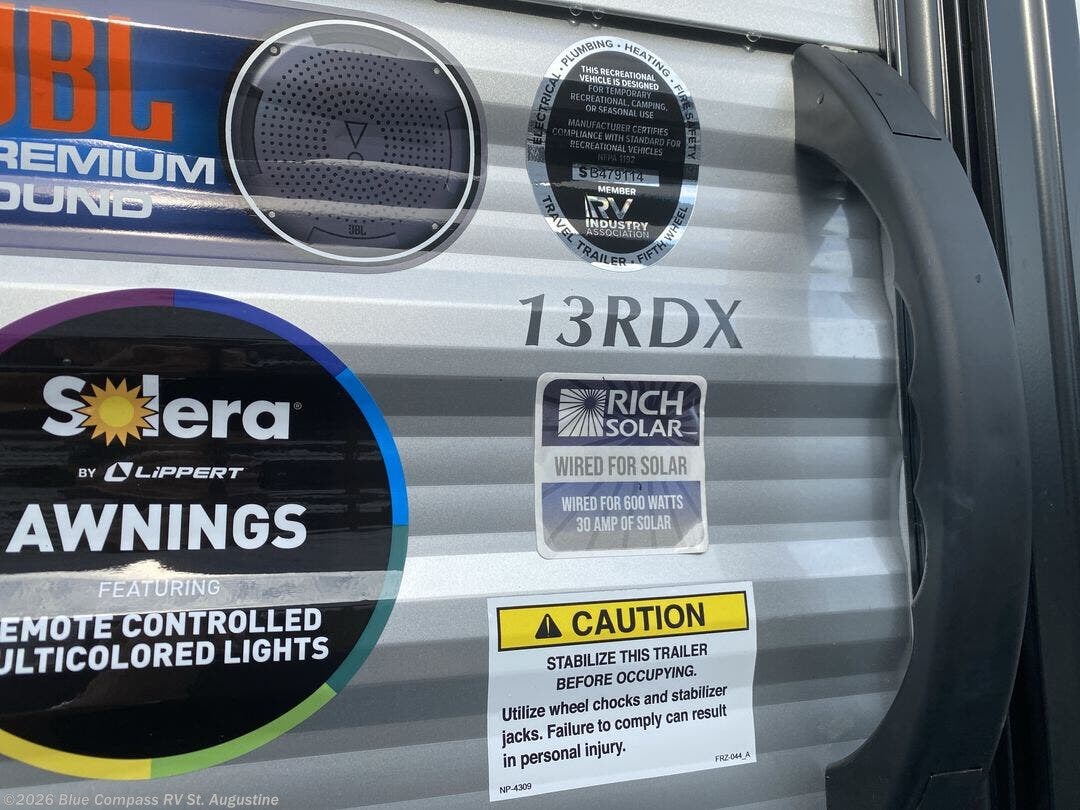 JBL
PREMIUM
SOUND
JBL
ELECTRICAL · PLUMBING · HEATING · FIRE SAFETY
THIS RECREATIONAL
VEHICLE IS DESIGNED
FOR TEMPORARY
RECREATIONAL, CAMPING,
OR SEASONAL USE
MANUFACTURER CERTIFIES
COMPLIANCE WITH STANDARD FOR
RECREATIONAL VEHICLES
NFPA 1192
SB479114
MEMBER
RV
INDUSTRY
ASSOCIATION
TRAVEL TRAILER · FIFTH WHEEL
13RDX
Solera®
BY LIPPERT
AWNINGS
FEATURING
EMOTE CONTROLLED
ULTICOLORED LIGHTS
RICH
SOLAR
WIRED FOR SOLAR
WIRED FOR 600 WATTS
30 AMP OF SOLAR
CAUTION
STABILIZE THIS TRAILER
BEFORE OCCUPYING.
Utilize wheel chocks and stabilizer
jacks. Failure to comply can result
in personal injury.
NP-4309
FRZ-044_A
©2026 Blue Compass RV St. Augustine